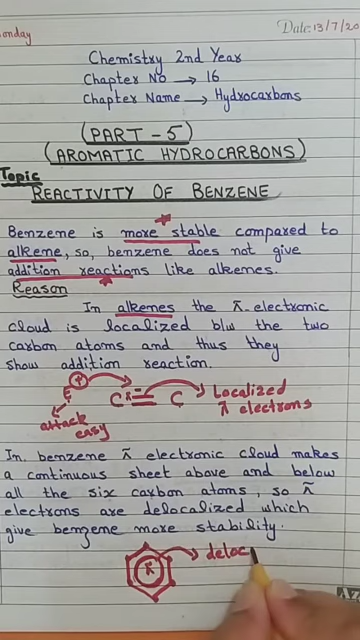 onday
Date: 13/7/20
Chemistry 2nd Year
Chapter No → 16
Chapter Name → Hydrocarbons
(PART - 5)
(AROMATIC HYDROCARBONS)
Topic
REACTIVITY OF BENZENE
Benzene is more stable compared to
alkene, so, benzene does not give
addition reactions like alkenes.
Reason
In alkenes the π-electronic
cloud is localized b/w the two
carbon atoms and thus they
show addition reaction.
E + C π = C Localized
π electrons
attack
easy
In benzene π electronic cloud makes
a continuous sheet above and below
all the six carbon atoms, so π
electrons are delocalized which
give benzene more stability.
π → deloc